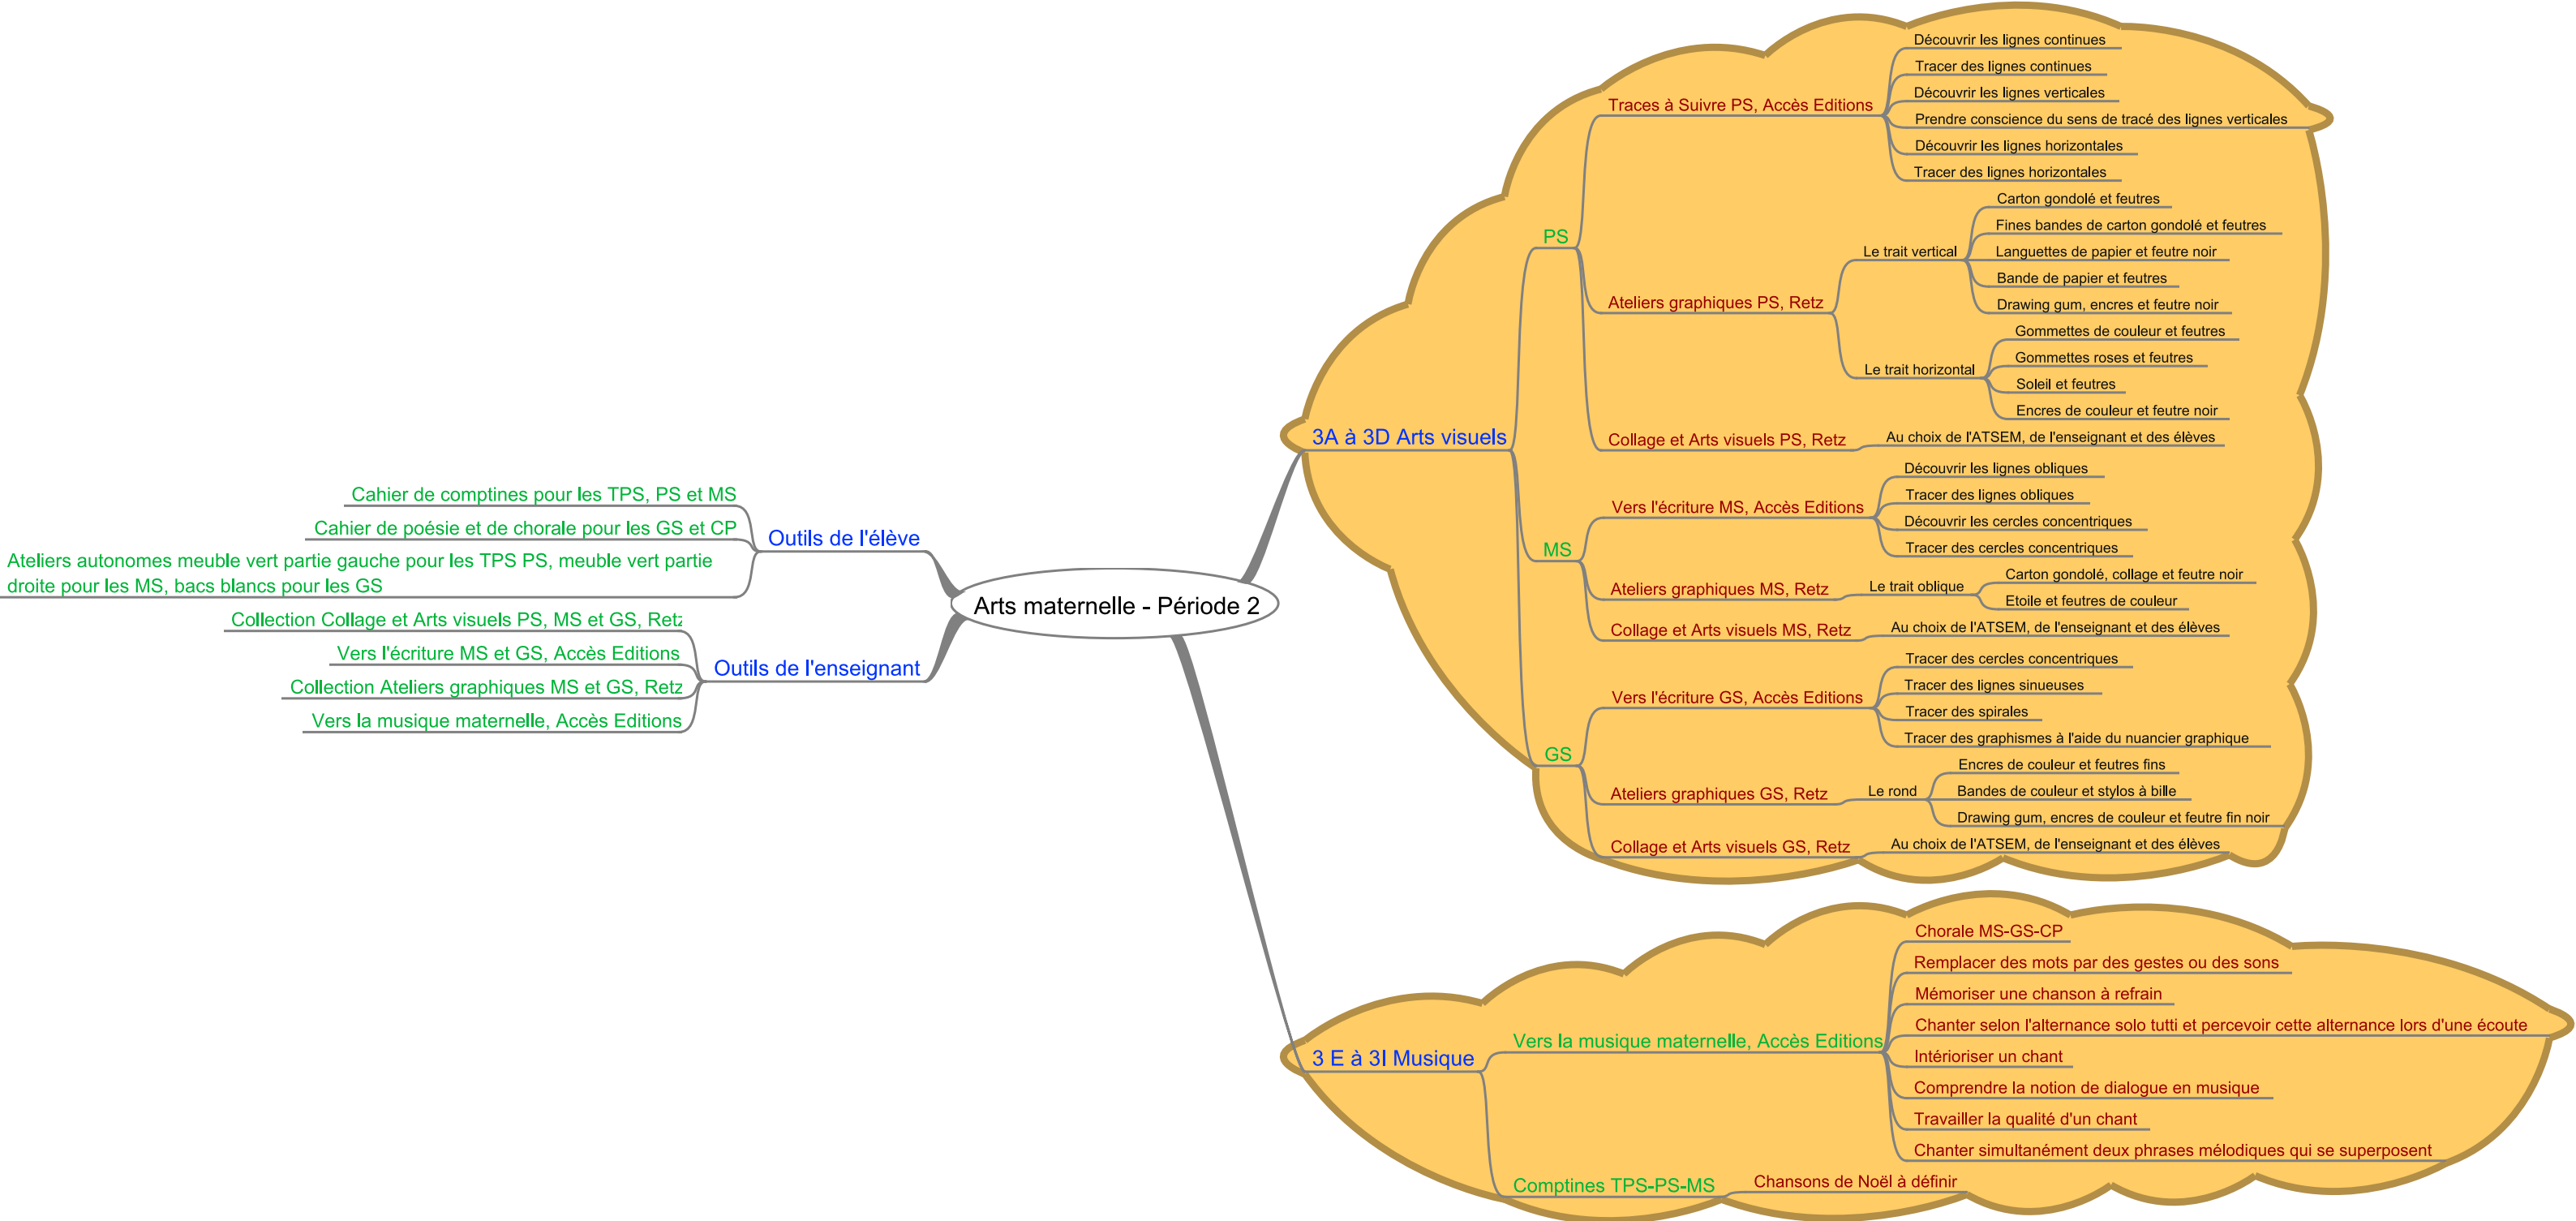 Arts maternelle - Période 2
Outils de l'élève
Cahier de comptines pour les TPS, PS et MS
Cahier de poésie et de chorale pour les GS et CP
Ateliers autonomes meuble vert partie gauche pour les TPS PS, meuble vert partie
droite pour les MS, bacs blancs pour les GS
Outils de l'enseignant
Collection Collage et Arts visuels PS, MS et GS, Retz
Vers l'écriture MS et GS, Accès Editions
Collection Ateliers graphiques MS et GS, Retz
Vers la musique maternelle, Accès Editions
3A à 3D Arts visuels
PS
Traces à Suivre PS, Accès Editions
Découvrir les lignes continues
Tracer des lignes continues
Découvrir les lignes verticales
Prendre conscience du sens de tracé des lignes verticales
Découvrir les lignes horizontales
Tracer des lignes horizontales
Ateliers graphiques PS, Retz
Le trait vertical
Carton gondolé et feutres
Fines bandes de carton gondolé et feutres
Languettes de papier et feutre noir
Bande de papier et feutres
Drawing gum, encres et feutre noir
Le trait horizontal
Gommettes de couleur et feutres
Gommettes roses et feutres
Soleil et feutres
Encres de couleur et feutre noir
Collage et Arts visuels PS, Retz
Au choix de l'ATSEM, de l'enseignant et des élèves
MS
Vers l'écriture MS, Accès Editions
Découvrir les lignes obliques
Tracer des lignes obliques
Découvrir les cercles concentriques
Tracer des cercles concentriques
Ateliers graphiques MS, Retz
Le trait oblique
Carton gondolé, collage et feutre noir
Etoile et feutres de couleur
Collage et Arts visuels MS, Retz
Au choix de l'ATSEM, de l'enseignant et des élèves
GS
Vers l'écriture GS, Accès Editions
Tracer des cercles concentriques
Tracer des lignes sinueuses
Tracer des spirales
Tracer des graphismes à l'aide du nuancier graphique
Ateliers graphiques GS, Retz
Le rond
Encres de couleur et feutres fins
Bandes de couleur et stylos à bille
Drawing gum, encres de couleur et feutre fin noir
Collage et Arts visuels GS, Retz
Au choix de l'ATSEM, de l'enseignant et des élèves
3 E à 3I Musique
Vers la musique maternelle, Accès Editions
Chorale MS-GS-CP
Remplacer des mots par des gestes ou des sons
Mémoriser une chanson à refrain
Chanter selon l'alternance solo tutti et percevoir cette alternance lors d'une écoute
Intérioriser un chant
Comprendre la notion de dialogue en musique
Travailler la qualité d'un chant
Chanter simultanément deux phrases mélodiques qui se superposent
Comptines TPS-PS-MS
Chansons de Noël à définir